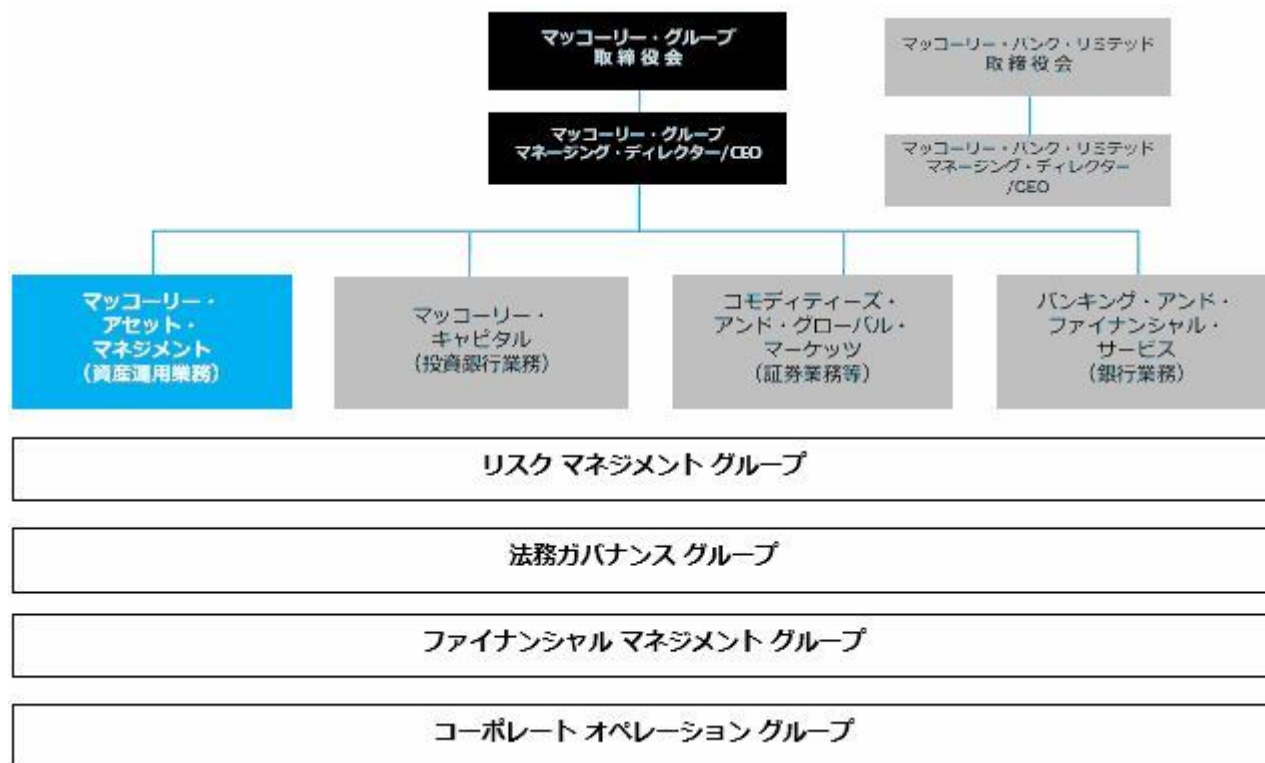 マッコーリー・グループ
取締役会
マッコーリー・バンク・リミテッド
取締役会
マッコーリー・グループ
マネージング・ディレクター/CEO
マッコーリー・バンク・リミテッド
マネージング・ディレクター
/CEO
マッコーリー・
アセット・
マネジメント
（資産運用業務）
マッコーリー・
キャピタル
（投資銀行業務）
コモディティーズ・
アンド・グローバル・
マーケッツ
（証券業務等）
バンキング・アンド・
ファイナンシャル・
サービス
（銀行業務）
リスク マネジメント グループ
法務ガバナンス グループ
ファイナンシャル マネジメント グループ
コーポレート オペレーション グループ